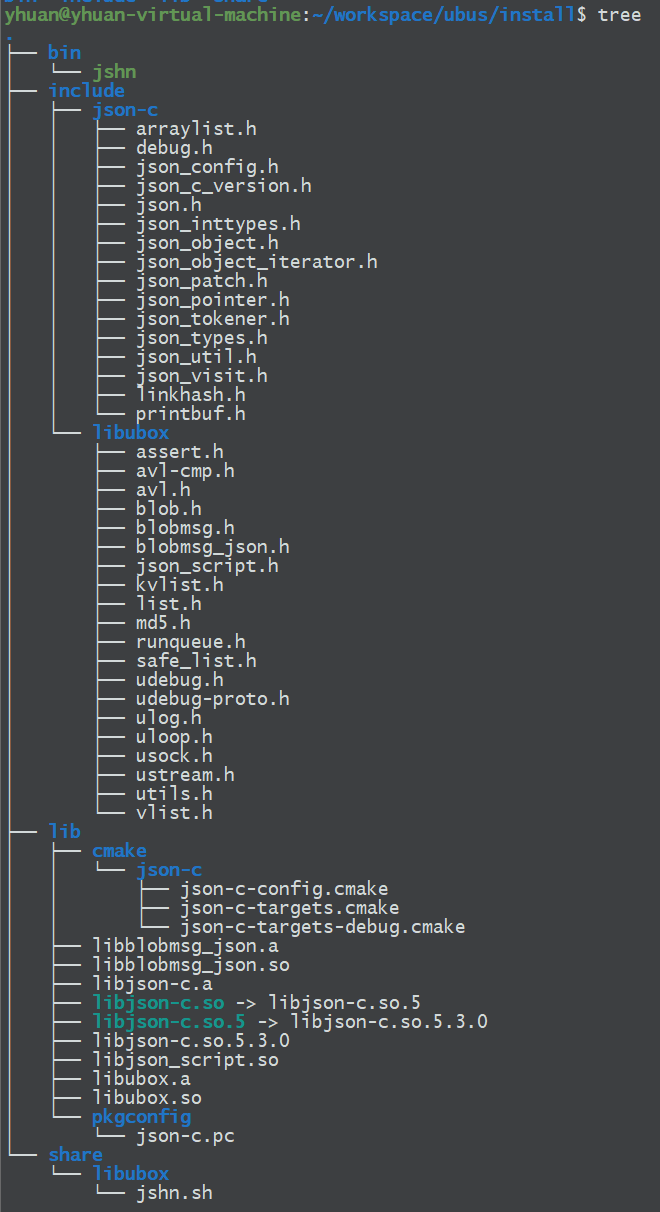 yhuan@yhuan-virtual-machine:~/workspace/ubus/install$ tree
.
├── bin
│   └── jshn
├── include
│   ├── json-c
│   │   ├── arraylist.h
│   │   ├── debug.h
│   │   ├── json_config.h
│   │   ├── json_c_version.h
│   │   ├── json.h
│   │   ├── json_inttypes.h
│   │   ├── json_object.h
│   │   ├── json_object_iterator.h
│   │   ├── json_patch.h
│   │   ├── json_pointer.h
│   │   ├── json_tokener.h
│   │   ├── json_types.h
│   │   ├── json_util.h
│   │   ├── json_visit.h
│   │   ├── linkhash.h
│   │   └── printbuf.h
│   └── libubox
│       ├── assert.h
│       ├── avl-cmp.h
│       ├── avl.h
│       ├── blob.h
│       ├── blobmsg.h
│       ├── blobmsg_json.h
│       ├── json_script.h
│       ├── kvlist.h
│       ├── list.h
│       ├── md5.h
│       ├── runqueue.h
│       ├── safe_list.h
│       ├── udebug.h
│       ├── udebug-proto.h
│       ├── ulog.h
│       ├── uloop.h
│       ├── usock.h
│       ├── ustream.h
│       ├── utils.h
│       └── vlist.h
├── lib
│   ├── cmake
│   │   └── json-c
│   │       ├── json-c-config.cmake
│   │       ├── json-c-targets.cmake
│   │       └── json-c-targets-debug.cmake
│   ├── libblobmsg_json.a
│   ├── libblobmsg_json.so
│   ├── libjson-c.a
│   ├── libjson-c.so -> libjson-c.so.5
│   ├── libjson-c.so.5 -> libjson-c.so.5.3.0
│   ├── libjson-c.so.5.3.0
│   ├── libjson_script.so
│   ├── libubox.a
│   ├── libubox.so
│   └── pkgconfig
│       └── json-c.pc
└── share
    └── libubox
        └── jshn.sh